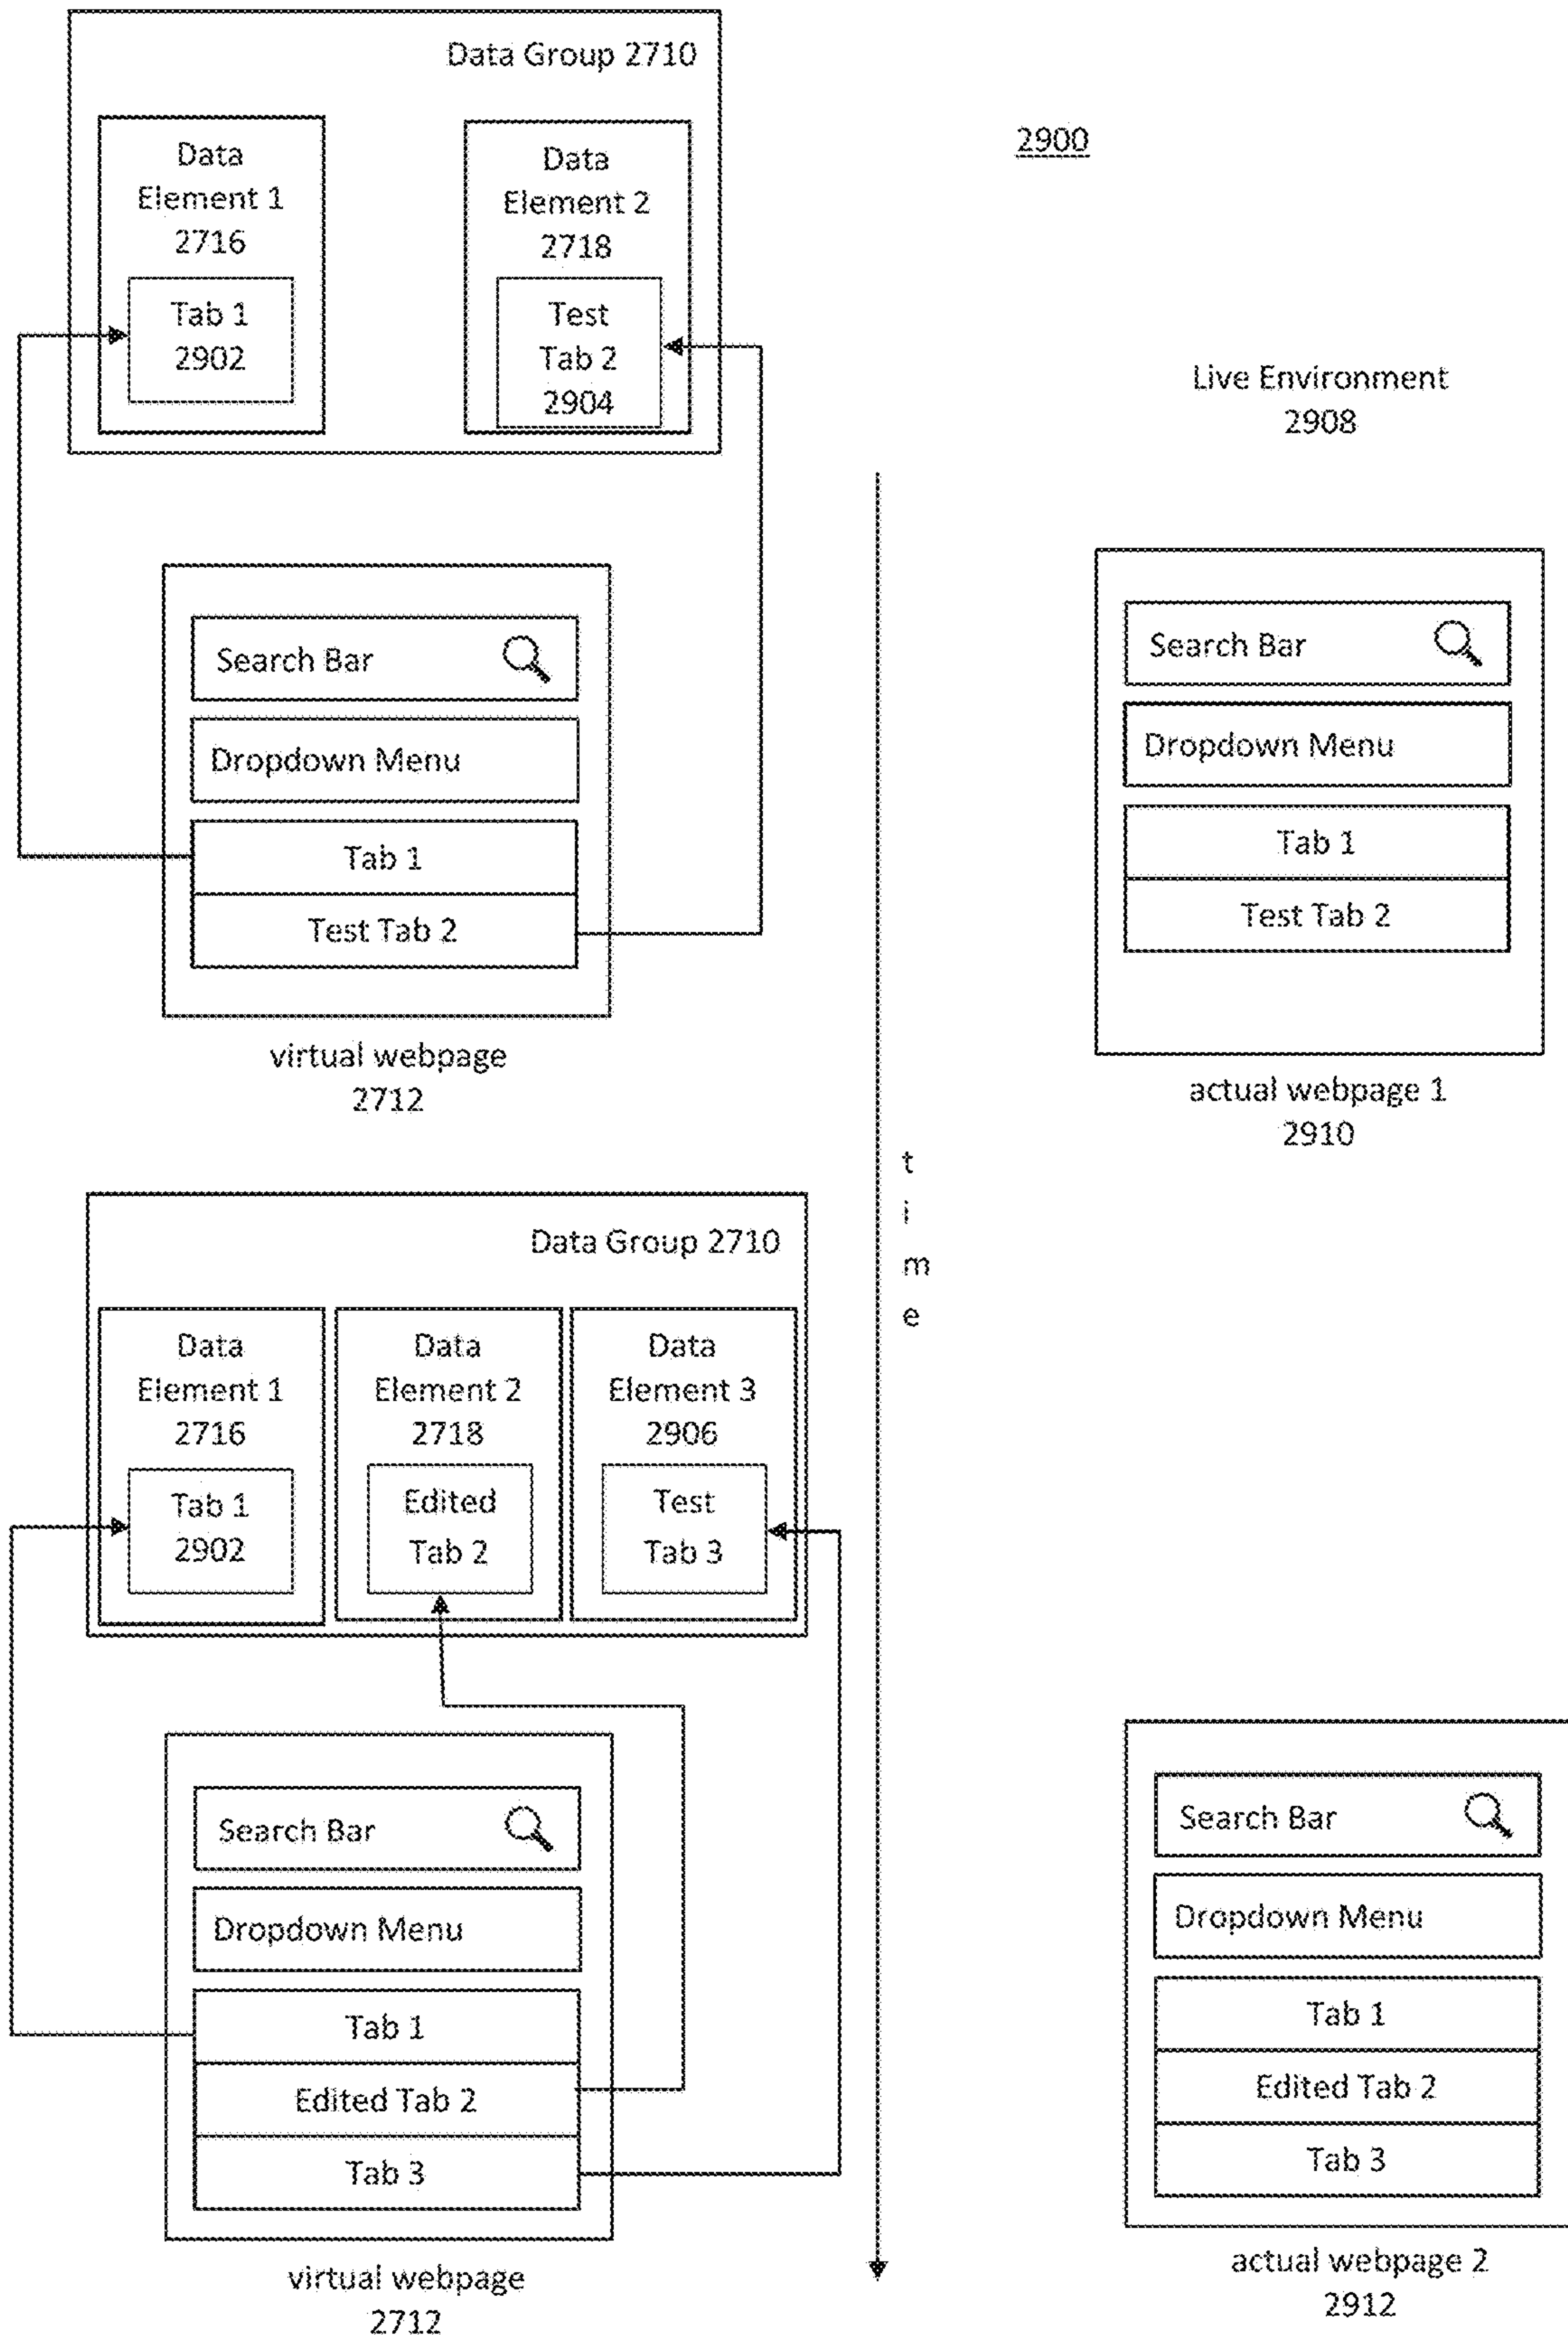 Data Group 2710
Data
Element 1
2716
Tab 1
2902
Data
Element 2
2718
Test
Tab 2
2904
2900
Live Environment
2908
Search Bar
Dropdown Menu
Tab 1
Test Tab 2
virtual webpage
2712
Search Bar
Dropdown Menu
Tab 1
Test Tab 2
actual webpage 1
2910
t
i
m
e
Data Group 2710
Data
Element 1
2716
Tab 1
2902
Data
Element 2
2718
Edited
Tab 2
Data
Element 3
2906
Test
Tab 3
Search Bar
Dropdown Menu
Tab 1
Edited Tab 2
Tab 3
virtual webpage
2712
Search Bar
Dropdown Menu
Tab 1
Edited Tab 2
Tab 3
actual webpage 2
2912